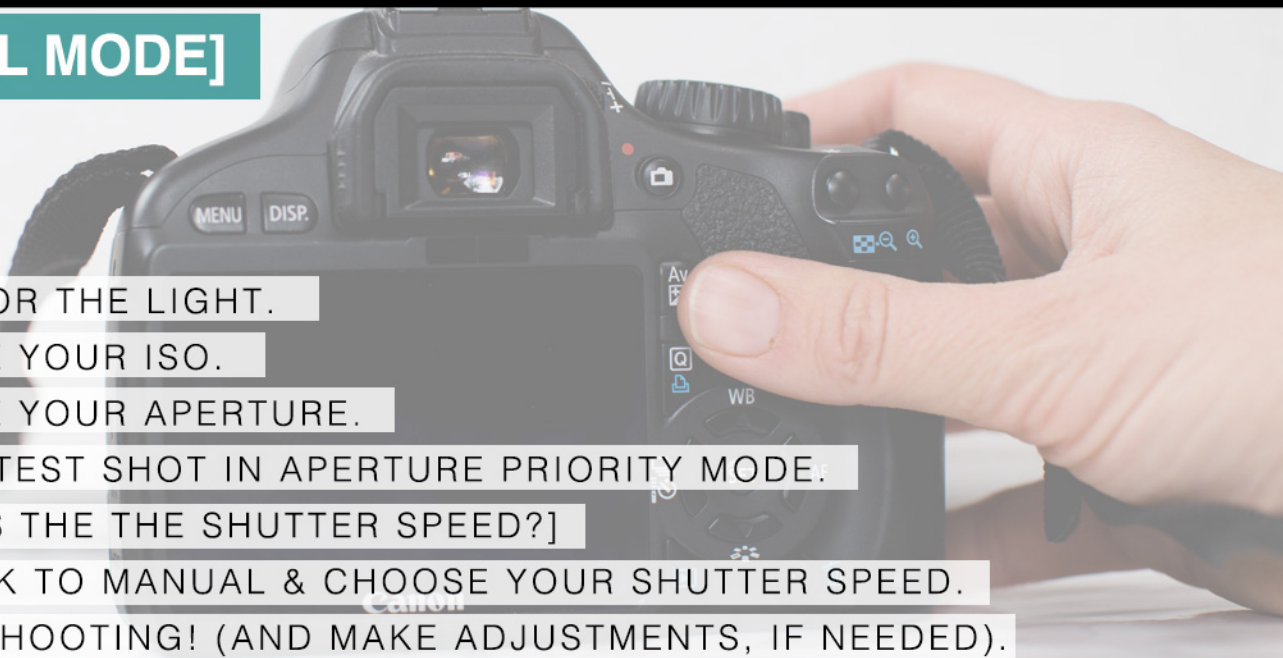 L MODE]
MENU DISP.
Av
Q
WB
OR THE LIGHT.
YOUR ISO.
YOUR APERTURE.
TEST SHOT IN APERTURE PRIORITY MODE.
AF
S THE THE SHUTTER SPEED?]
K TO MANUAL & CHOOSE YOUR SHUTTER SPEED.
Canon
HOOTING! (AND MAKE ADJUSTMENTS, IF NEEDED).